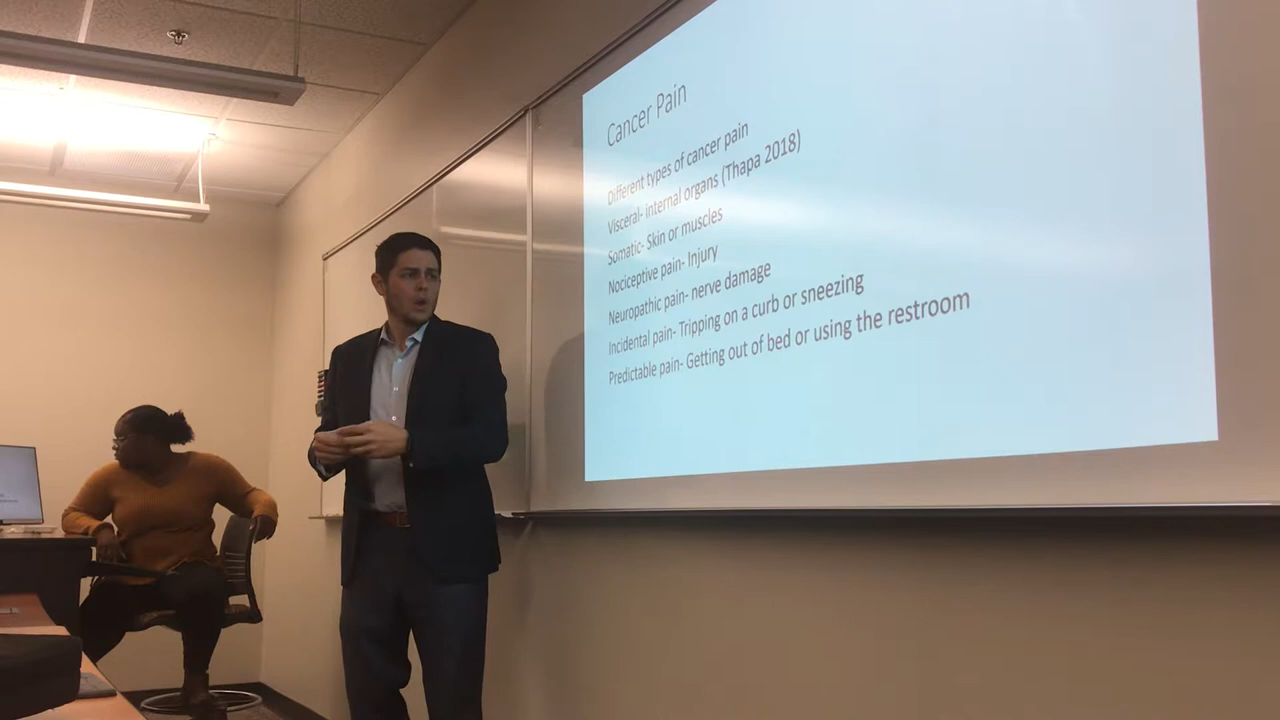 Cancer Pain
Different types of cancer pain
Visceral- internal organs (Thapa 2018)
Somatic- Skin or muscles
Nociceptive pain- Injury
Neuropathic pain- nerve damage
Incidental pain- Tripping on a curb or sneezing
Predictable pain- Getting out of bed or using the restroom